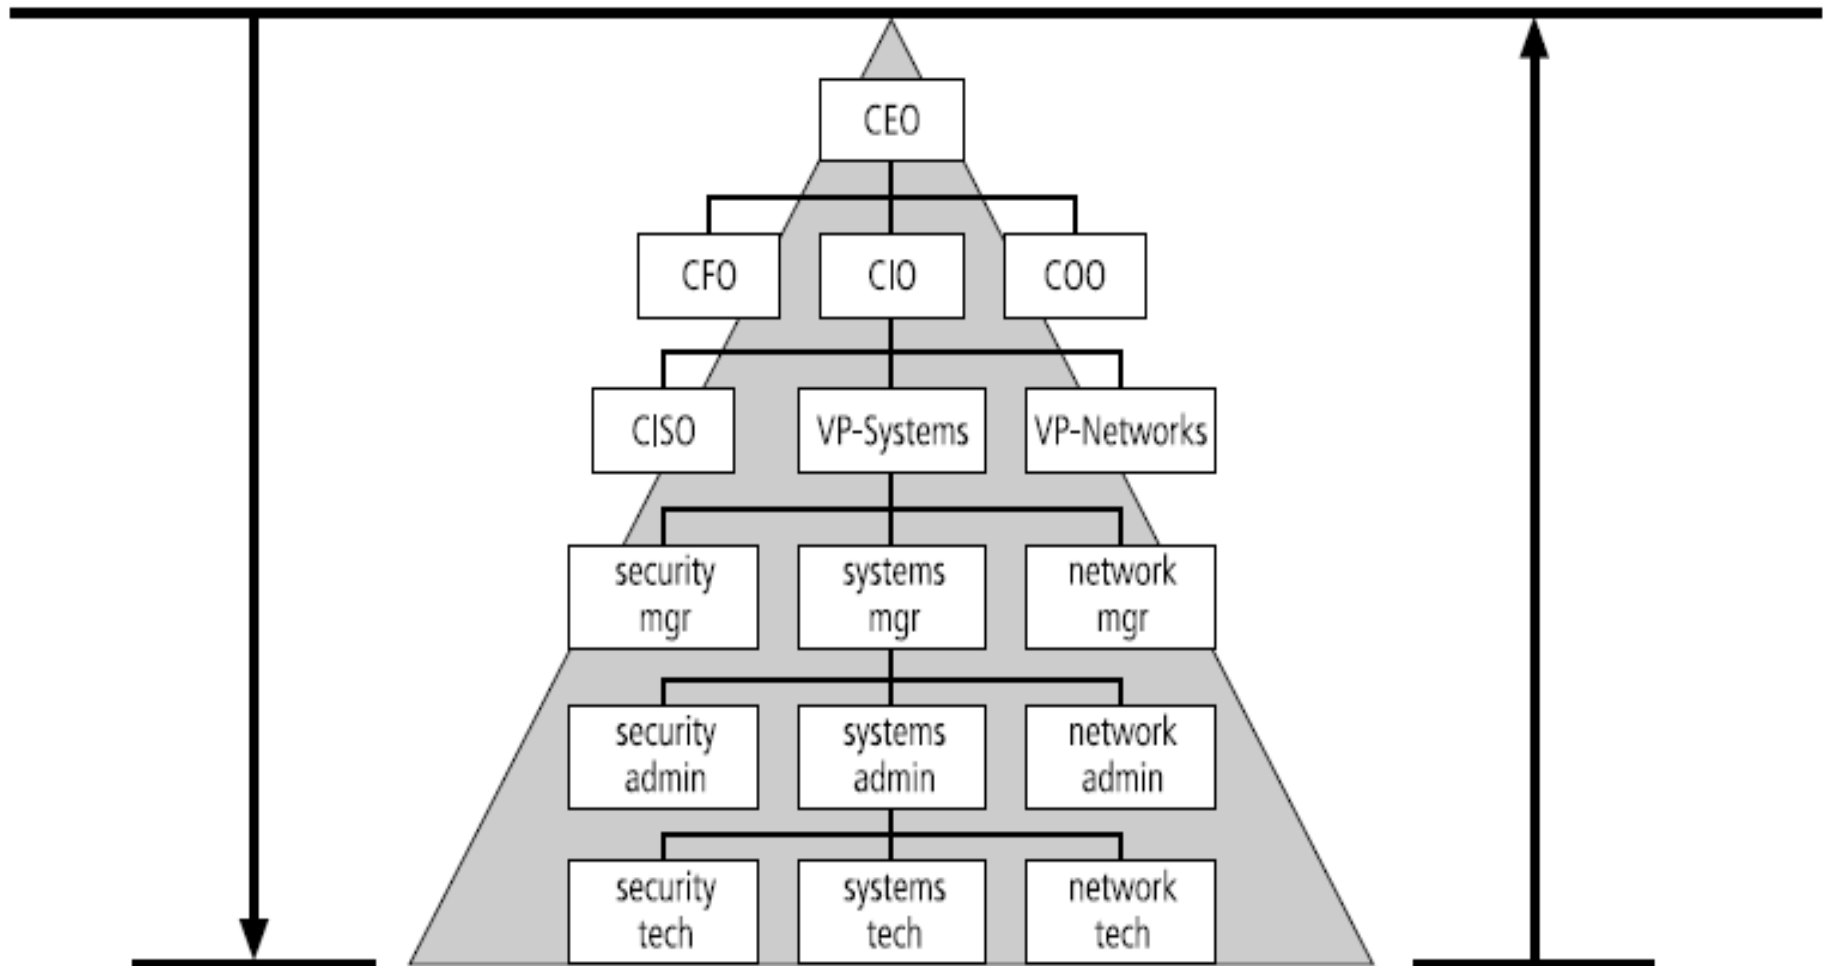 CEO
CFO
CIO
COO
CISO
VP-Systems
VP-Networks
security
mgr
systems
mgr
network
mgr
security
admin
systems
admin
network
admin
security
tech
systems
tech
network
tech